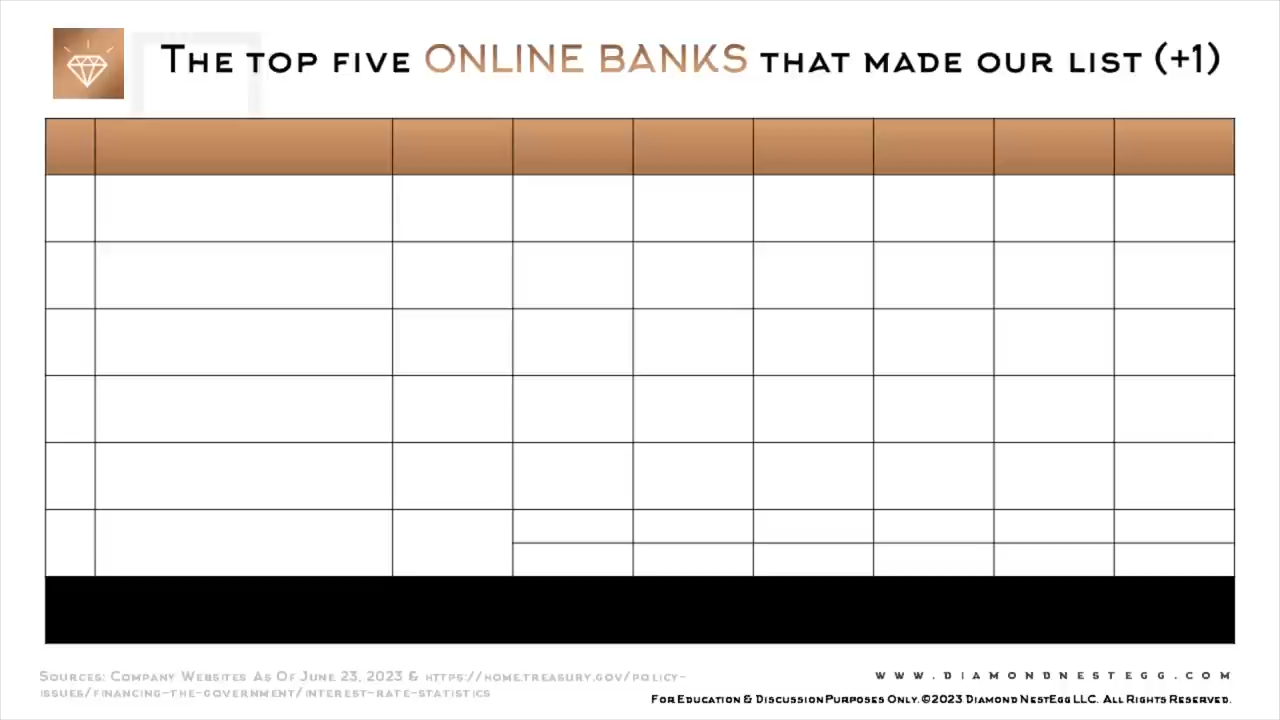 The top five ONLINE BANKS that made our list (+1)
Sources: Company Websites As Of June 23, 2023 & https://home.treasury.gov/policy-
issues/financing-the-government/interest-rate-statistics
www.diamondnestegg.com
For Education & Discussion Purposes Only. ©2023 Diamond NestEgg LLC. All Rights Reserved.